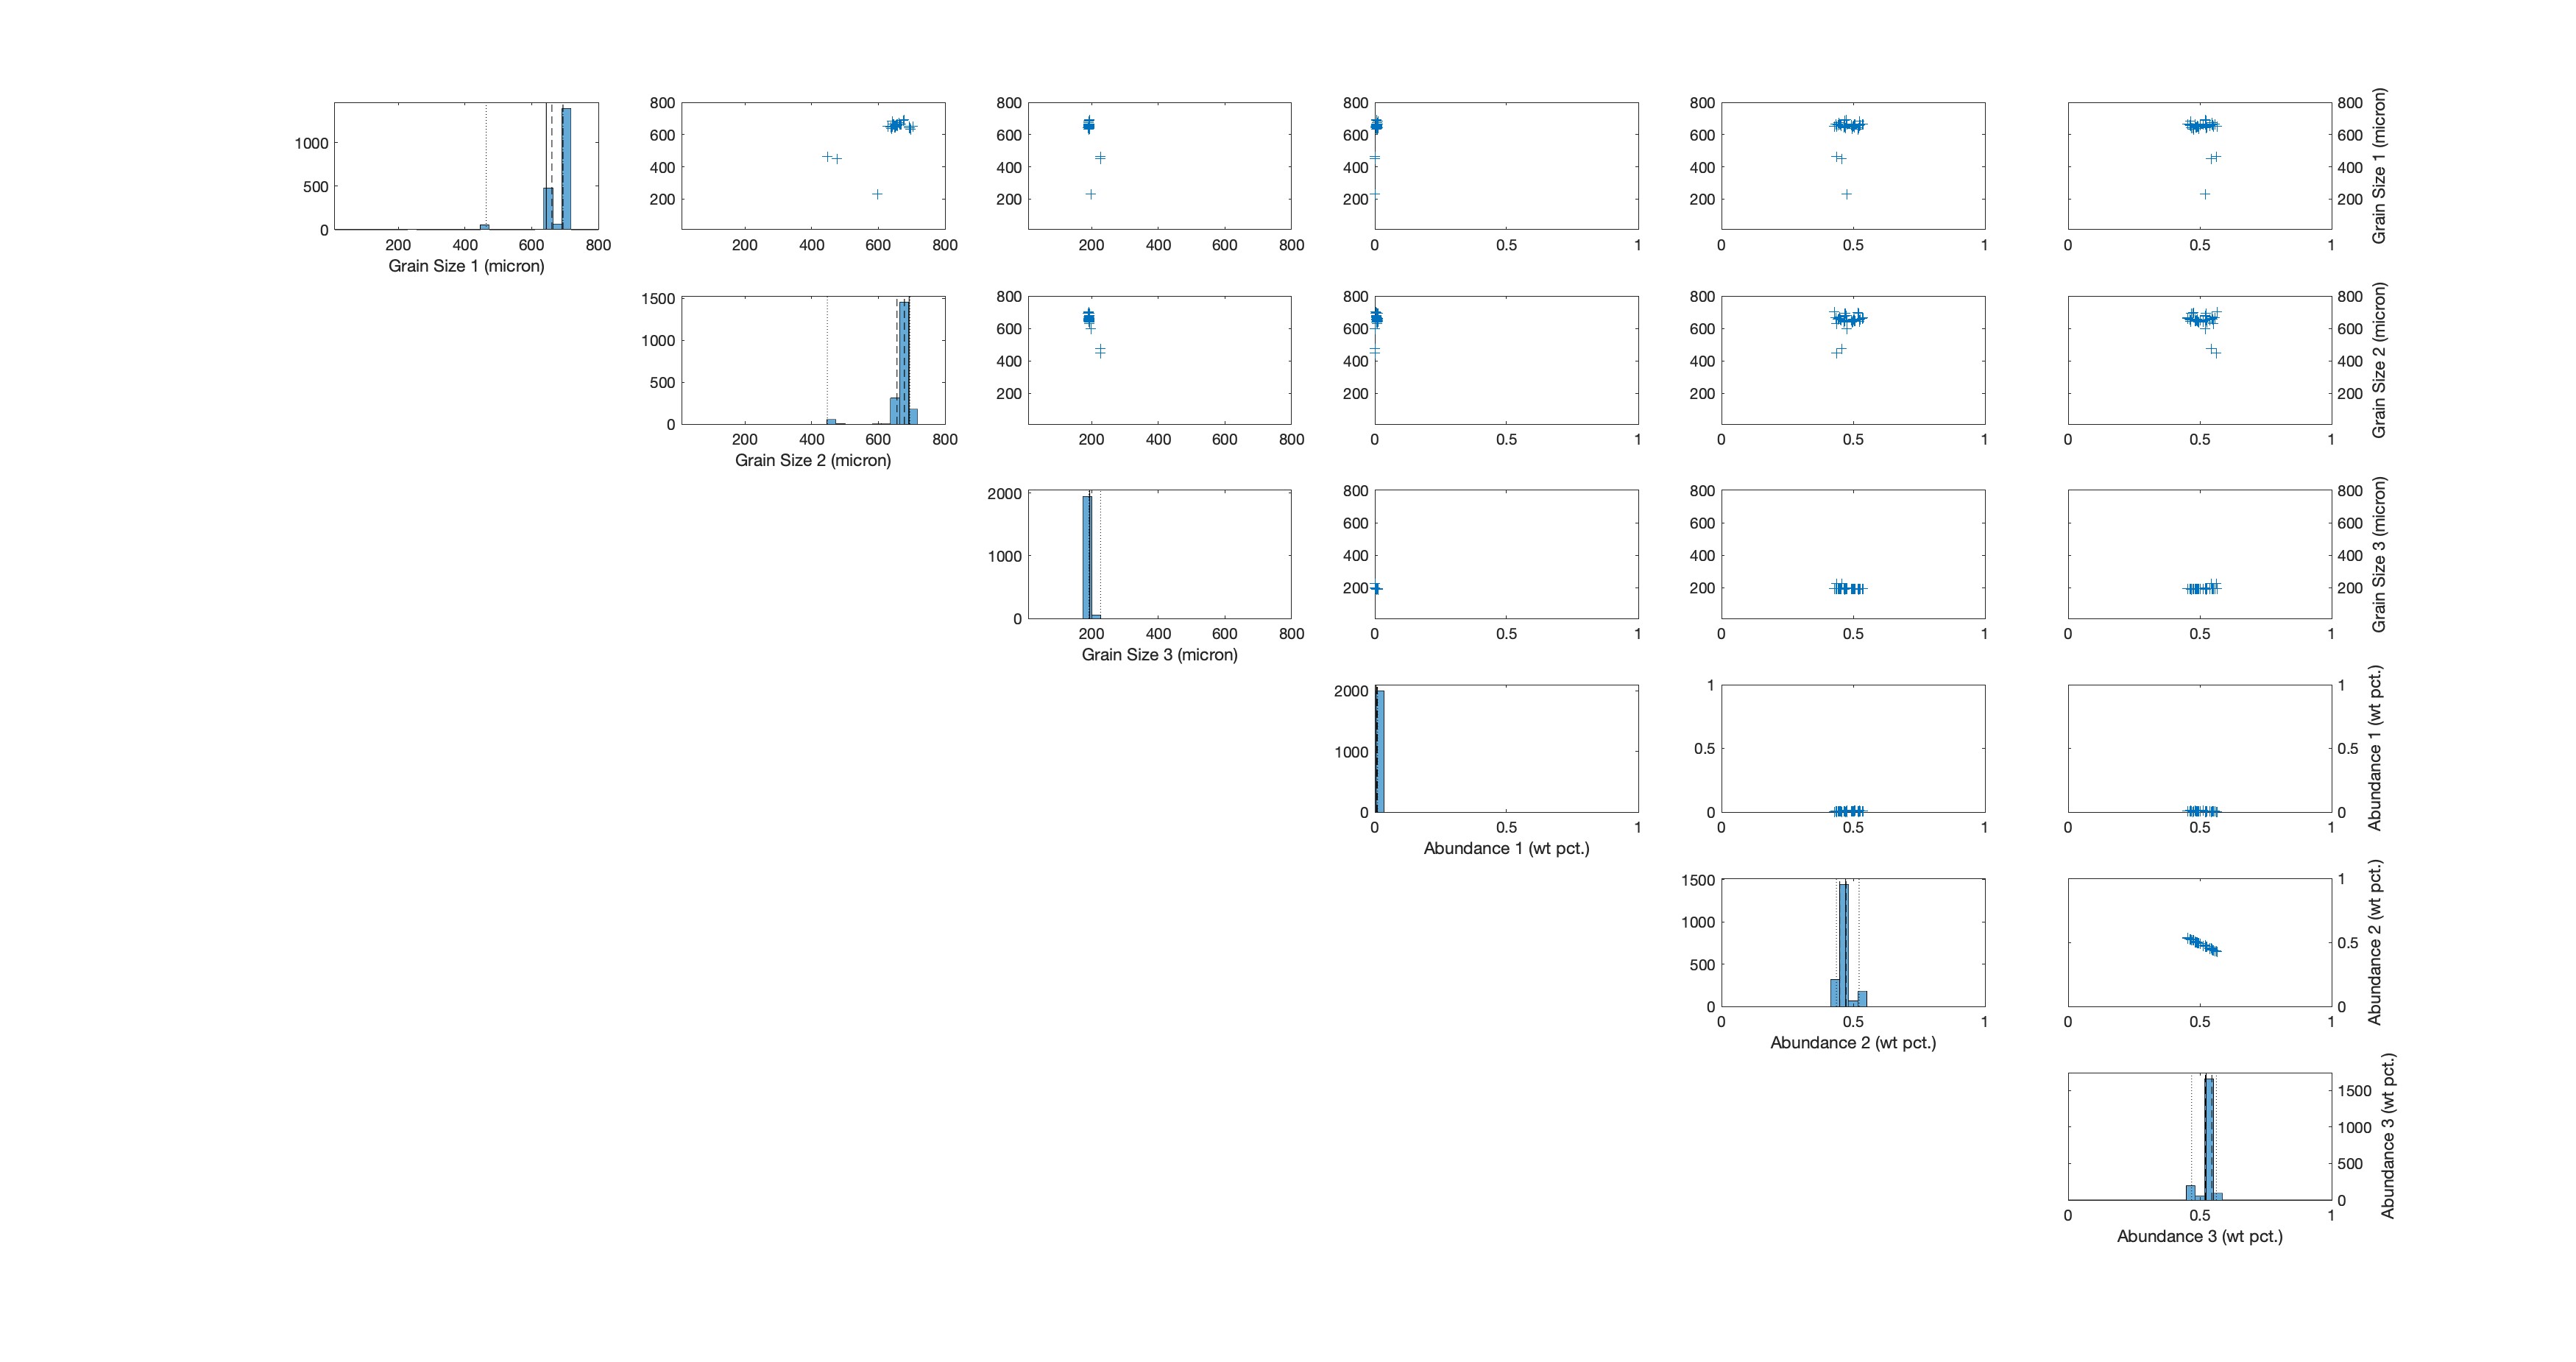 800 800 800 800 800
600 600 600 600 600
1000
400 400 400 400 400
500
200 200 200 200 200
0
Grain Size 1 (micron)
200 400 600 800 200 400 600 800 200 400 600 800 0 0.5 1 0 0.5 1 0 0.5 1
Grain Size 1 (micron)
1500 800 800 800 800
1000 600 600 600 600
500 400 400 400 400
200 200 200 200
0
Grain Size 2 (micron)
200 400 600 800 200 400 600 800 0 0.5 1 0 0.5 1 0 0.5 1
Grain Size 2 (micron)
2000 800 800 800
600 600 600
1000 400 400 400
200 200 200
0
Grain Size 3 (micron)
200 400 600 800 0 0.5 1 0 0.5 1 0 0.5 1
Grain Size 3 (micron)
2000 1 1
1000 0.5 0.5
0 0 0
Abundance 1 (wt pct.)
0 0.5 1 0 0.5 1 0 0.5 1
Abundance 1 (wt pct.)
1500 1
1000
500 0.5
0 0
Abundance 2 (wt pct.)
0 0.5 1 0 0.5 1
Abundance 2 (wt pct.)
1500
1000
500
0
Abundance 3 (wt pct.)
0 0.5 1
Abundance 3 (wt pct.)